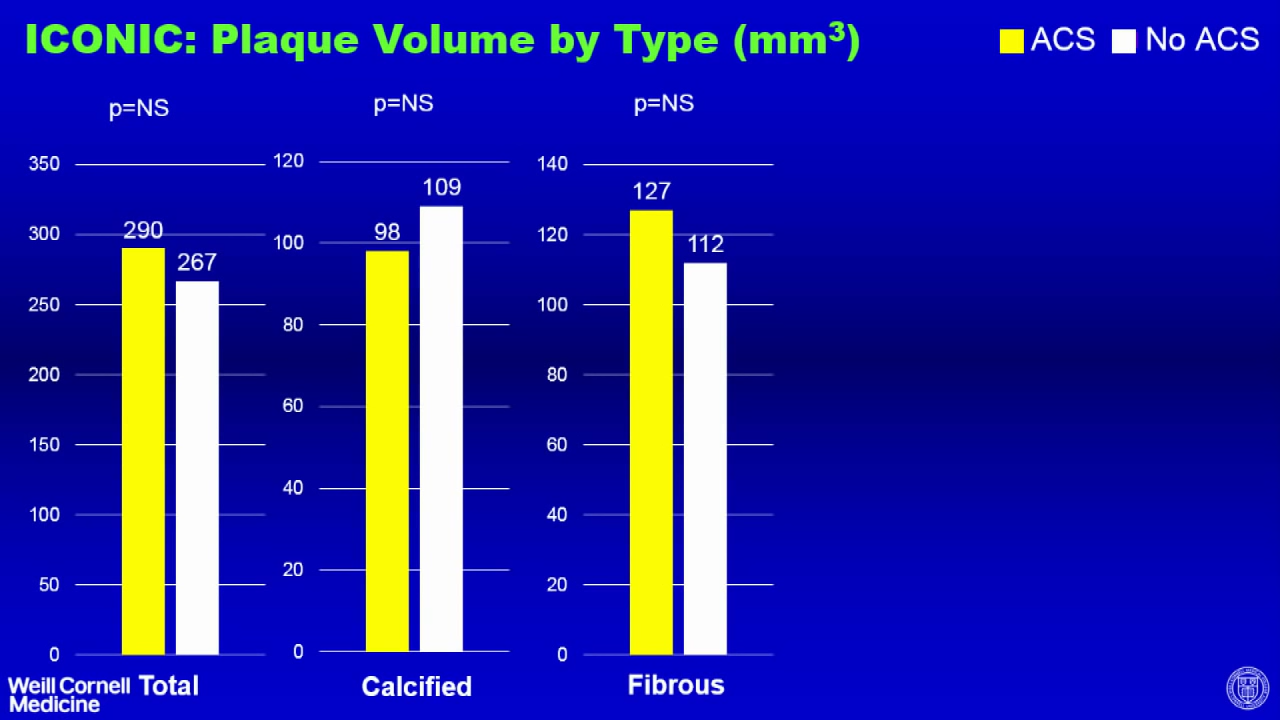 ICONIC: Plaque Volume by Type (mm³)
ACS
No ACS
p=NS
350
300
250
200
150
100
50
0
290
267
Total
p=NS
120
100
80
60
40
20
0
98
109
Calcified
p=NS
140
120
100
80
60
40
20
0
127
112
Fibrous
Weill Cornell
Medicine